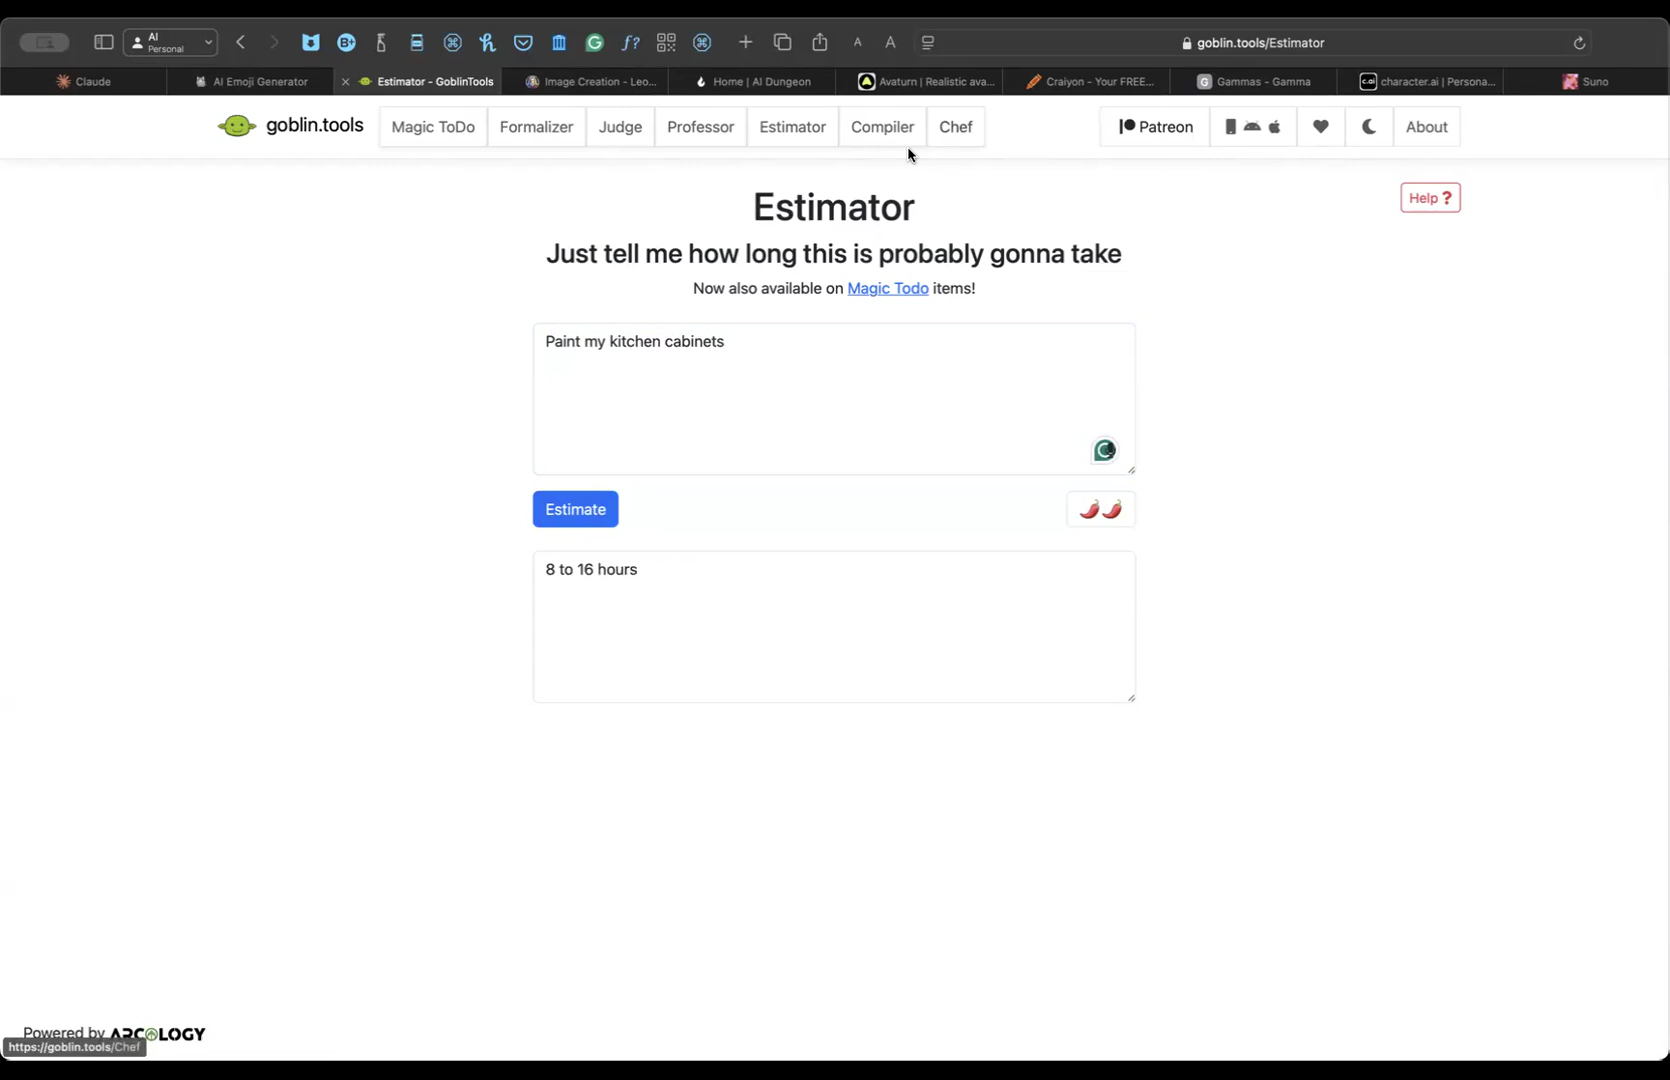 AI
Personal
goblin.tools/Estimator
Claude
AI Emoji Generator
Estimator - GoblinTools
Image Creation - Leo...
Home | AI Dungeon
Avaturn | Realistic ava...
Craiyon - Your FREE...
Gammas - Gamma
c.ai
character.ai | Persona...
Suno
goblin.tools
Magic ToDo
Formalizer
Judge
Professor
Estimator
Compiler
Chef
Patreon
About
Estimator
Help ?
Just tell me how long this is probably gonna take
Now also available on Magic Todo items!
Paint my kitchen cabinets
Estimate
8 to 16 hours
Powered by ARCOLOGY
https://goblin.tools/Chef